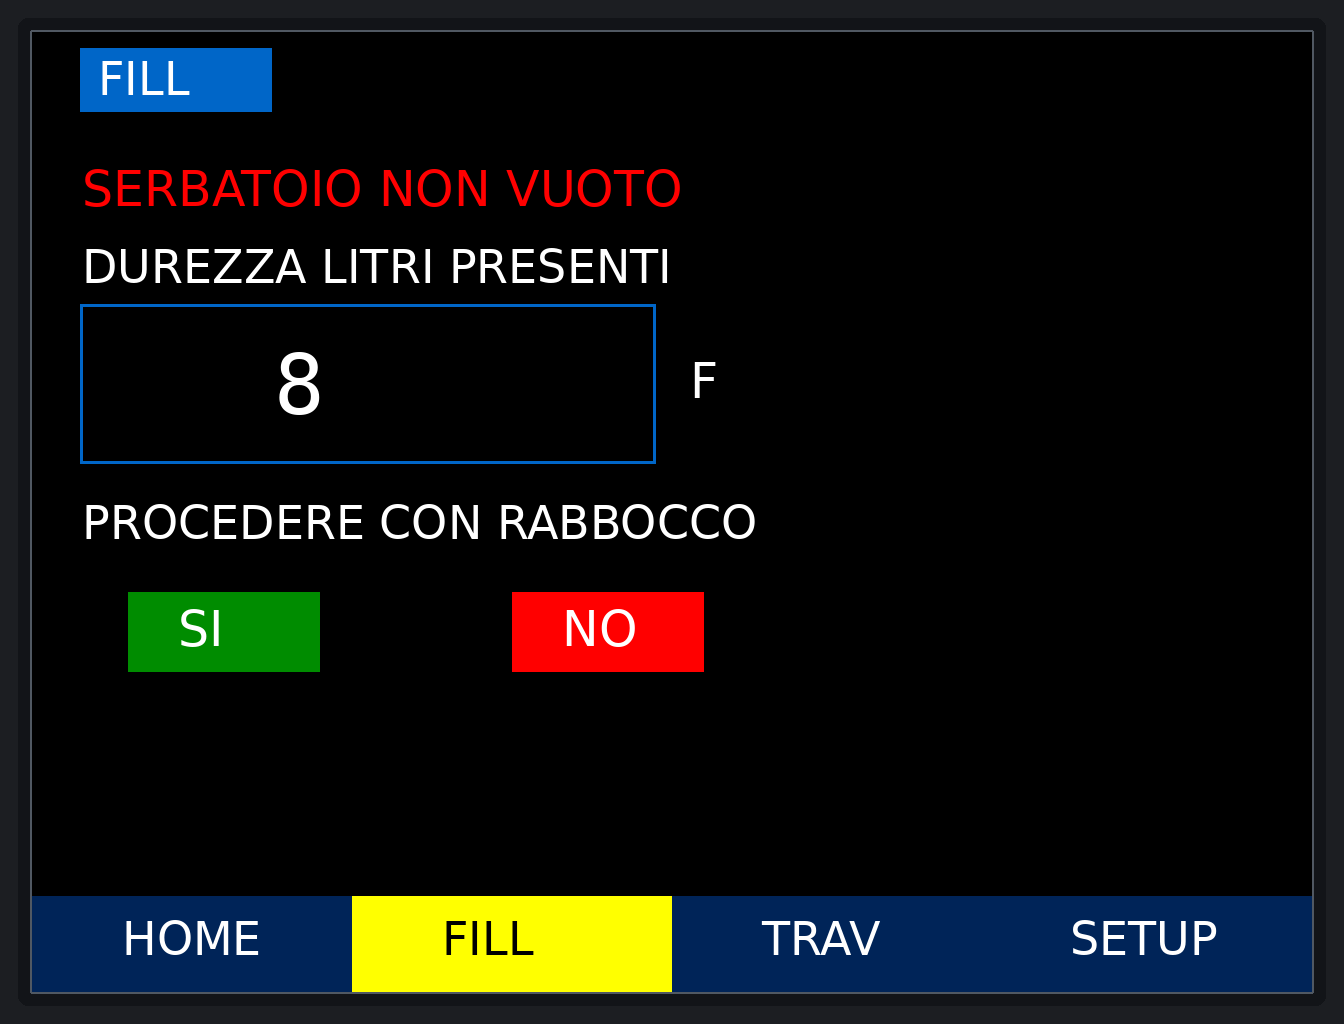 FILL
SERBATOIO NON VUOTO
DUREZZA LITRI PRESENTI
8 F
PROCEDERE CON RABBOCCO
SI NO
HOME FILL TRAV SETUP